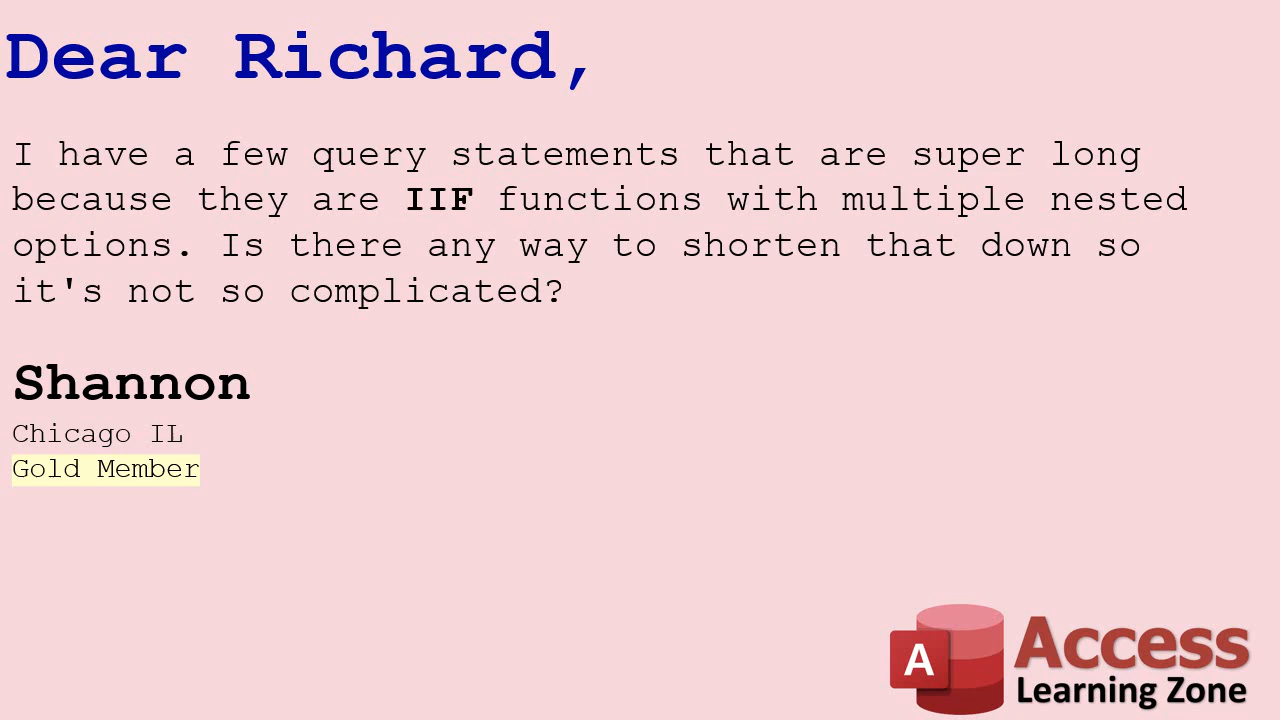 Dear Richard,
I have a few query statements that are super long
because they are IIF functions with multiple nested
options. Is there any way to shorten that down so
it's not so complicated?
Shannon
Chicago IL
Gold Member
A
Access
Learning Zone